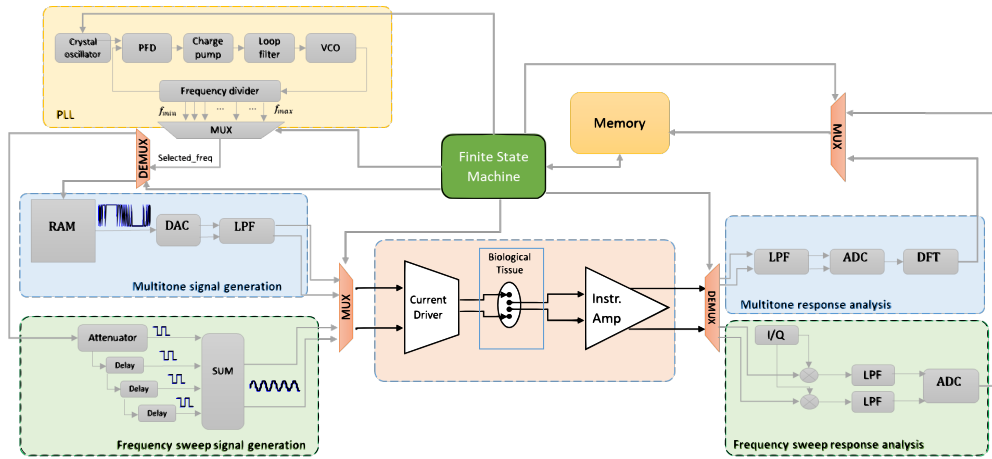 Crystal
oscillator
PFD
Charge
pump
Loop
filter
VCO
Frequency divider
fmin
...
...
fmax
PLL
MUX
DEMUX
Selected_freq
Finite State
Machine
Memory
MUX
RAM
DAC
LPF
Multitone signal generation
MUX
Current
Driver
Biological
Tissue
Instr.
Amp
DEMUX
LPF
ADC
DFT
Multitone response analysis
Attenuator
Delay
Delay
Delay
SUM
Frequency sweep signal generation
I/Q
LPF
LPF
ADC
Frequency sweep response analysis